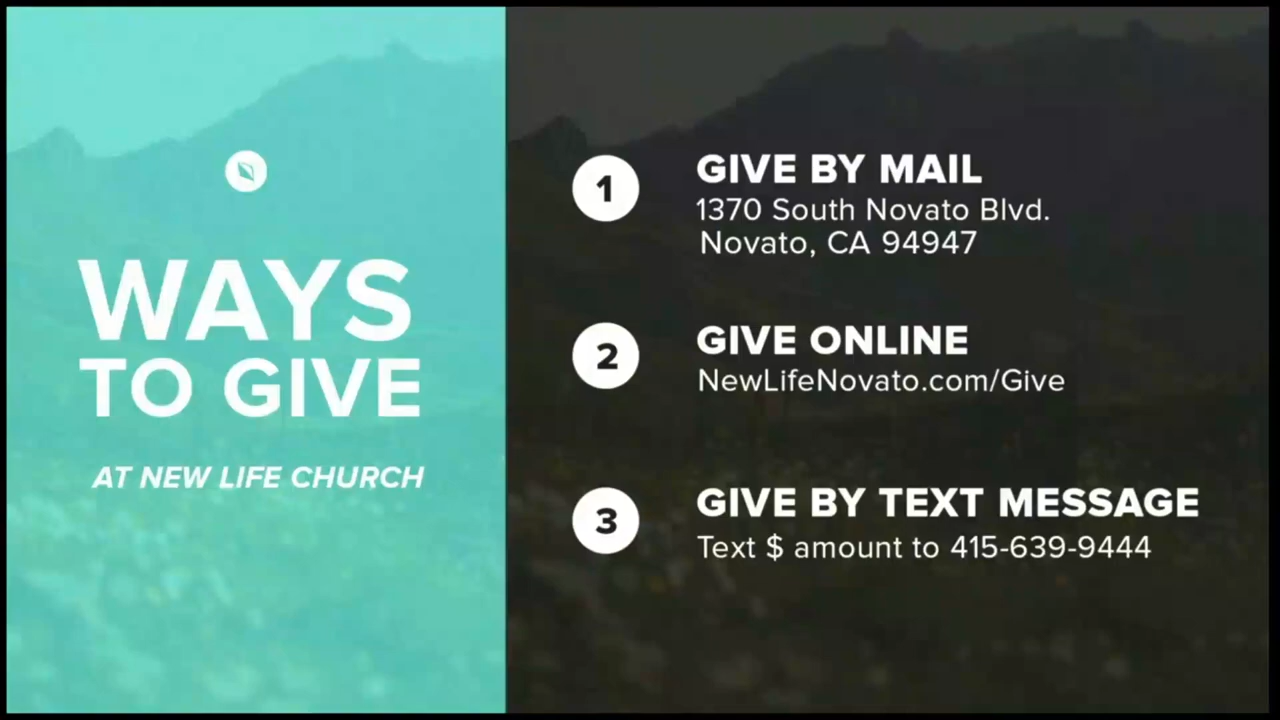 WAYS
TO GIVE
AT NEW LIFE CHURCH
1
GIVE BY MAIL
1370 South Novato Blvd.
Novato, CA 94947
2
GIVE ONLINE
NewLifeNovato.com/Give
3
GIVE BY TEXT MESSAGE
Text $ amount to 415-639-9444